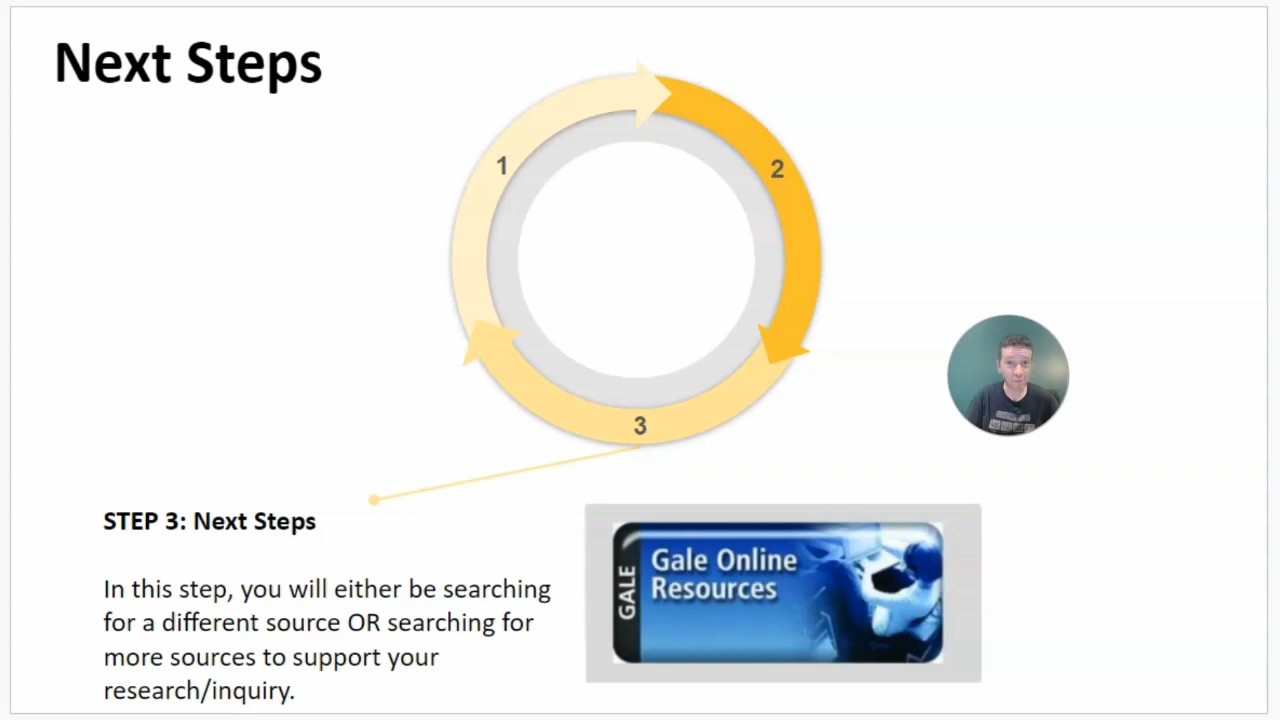 Next Steps
1
2
3
STEP 3: Next Steps
In this step, you will either be searching
for a different source OR searching for
more sources to support your
research/inquiry.
GALE
Gale Online
Resources